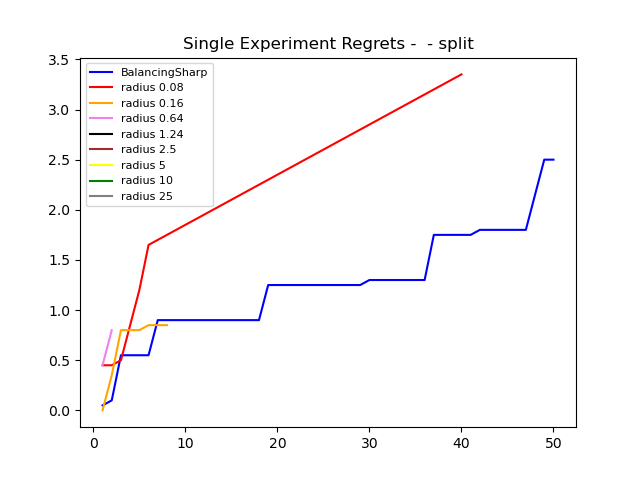 Single Experiment Regrets -  - split
BalancingSharp
radius 0.08
radius 0.16
radius 0.64
radius 1.24
radius 2.5
radius 5
radius 10
radius 25
3.5
3.0
2.5
2.0
1.5
1.0
0.5
0.0
0 10 20 30 40 50